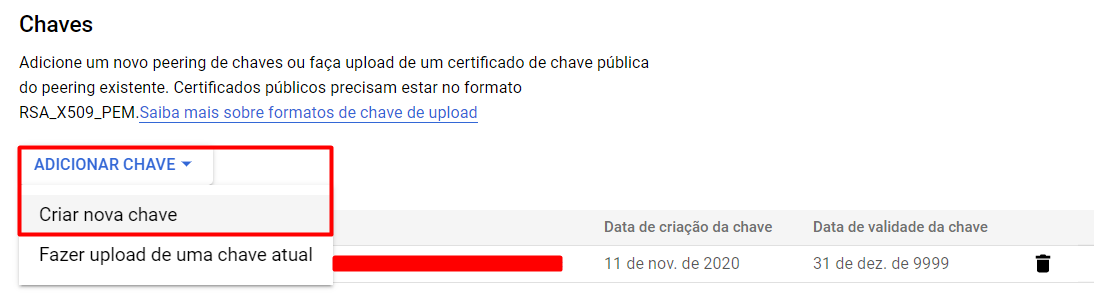 Chaves
Adicione um novo peering de chaves ou faça upload de um certificado de chave pública
do peering existente. Certificados públicos precisam estar no formato
RSA_X509_PEM.Saiba mais sobre formatos de chave de upload
ADICIONAR CHAVE
Criar nova chave
Fazer upload de uma chave atual
Data de criação da chave Data de validade da chave
11 de nov. de 2020 31 de dez. de 9999